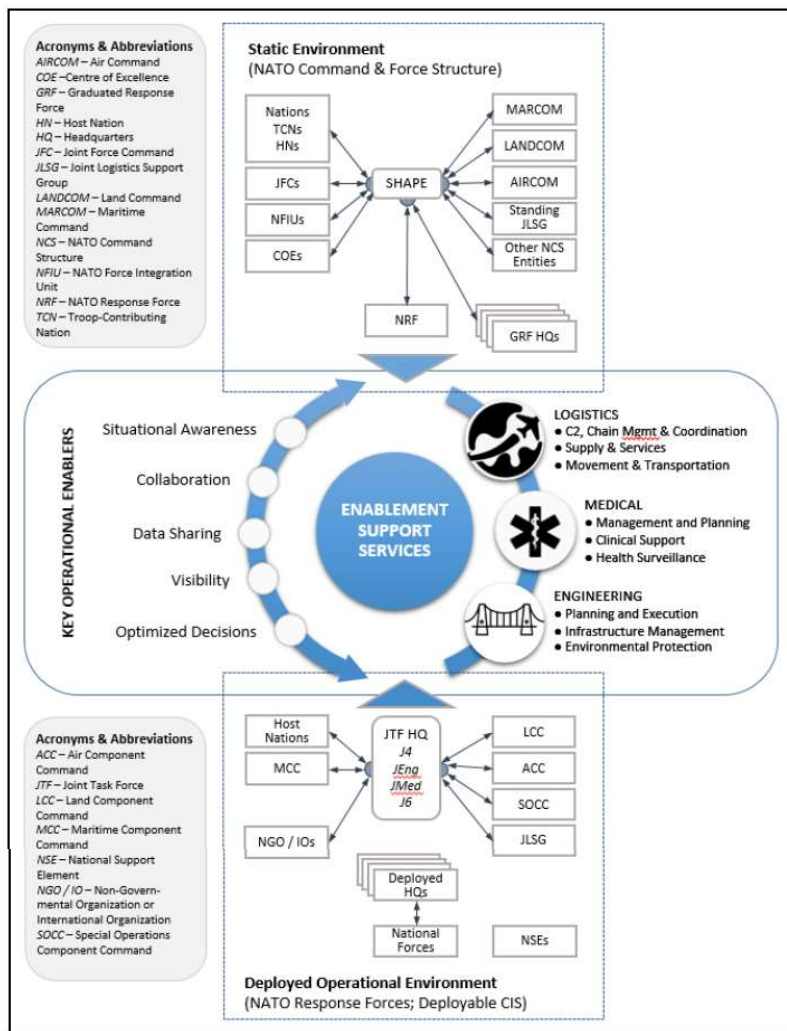 Acronyms & Abbreviations
AIRCOM – Air Command
COE –Centre of Excellence
GRF – Graduated Response
Force
HN – Host Nation
HQ – Headquarters
JFC – Joint Force Command
JLSG – Joint Logistics Support
Group
LANDCOM – Land Command
MARCOM – Maritime
Command
NCS – NATO Command
Structure
NFIU – NATO Force Integration
Unit
NRF – NATO Response Force
TCN – Troop-Contributing
Nation
Static Environment
(NATO Command & Force Structure)
Nations
TCNs
HNs
JFCs
NFIUs
COEs
SHAPE
MARCOM
LANDCOM
AIRCOM
Standing
JLSG
Other NCS
Entities
NRF
GRF HQs
KEY OPERATIONAL ENABLERS
Situational Awareness
Collaboration
Data Sharing
Visibility
Optimized Decisions
ENABLEMENT
SUPPORT
SERVICES
LOGISTICS
● C2, Chain Mgmt & Coordination
● Supply & Services
● Movement & Transportation
MEDICAL
● Management and Planning
● Clinical Support
● Health Surveillance
ENGINEERING
● Planning and Execution
● Infrastructure Management
● Environmental Protection
Acronyms & Abbreviations
ACC – Air Component
Command
JTF – Joint Task Force
LCC – Land Component
Command
MCC – Maritime Component
Command
NSE – National Support
Element
NGO / IO – Non-Govern-
mental Organization or
International Organization
SOCC – Special Operations
Component Command
Host
Nations
MCC
NGO / IOs
JTF HQ
J4
JEng
JMed
J6
LCC
ACC
SOCC
JLSG
Deployed
HQs
National
Forces
NSEs
Deployed Operational Environment
(NATO Response Forces; Deployable CIS)